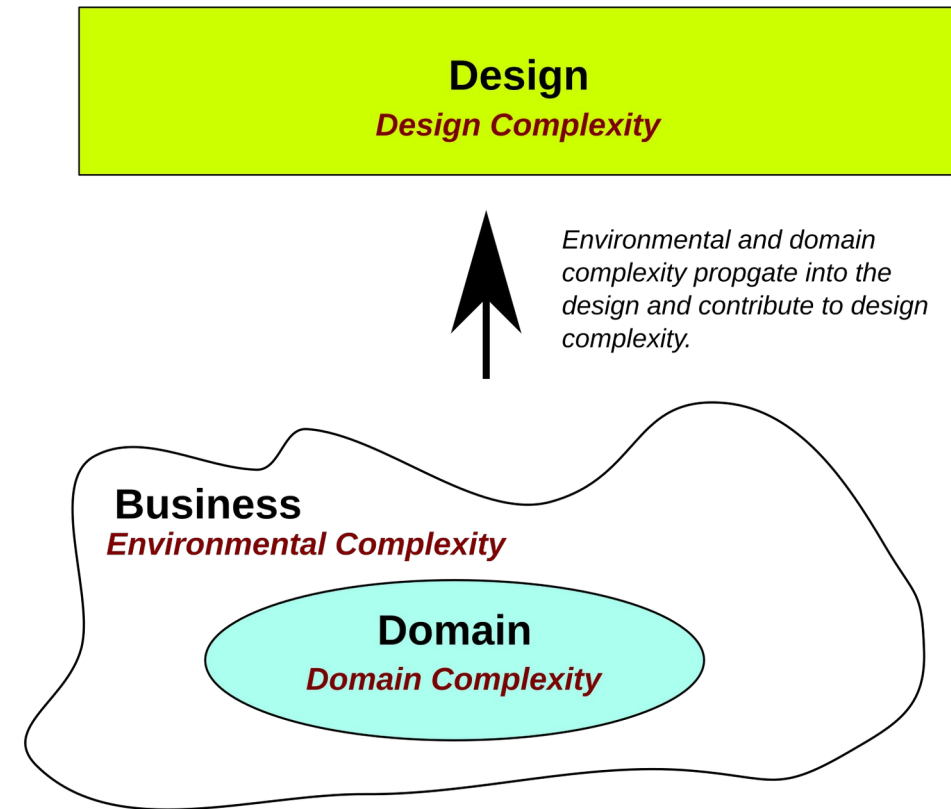 Design
Design Complexity
Environmental and domain
complexity propgate into the
design and contribute to design
complexity.
Business
Environmental Complexity
Domain
Domain Complexity